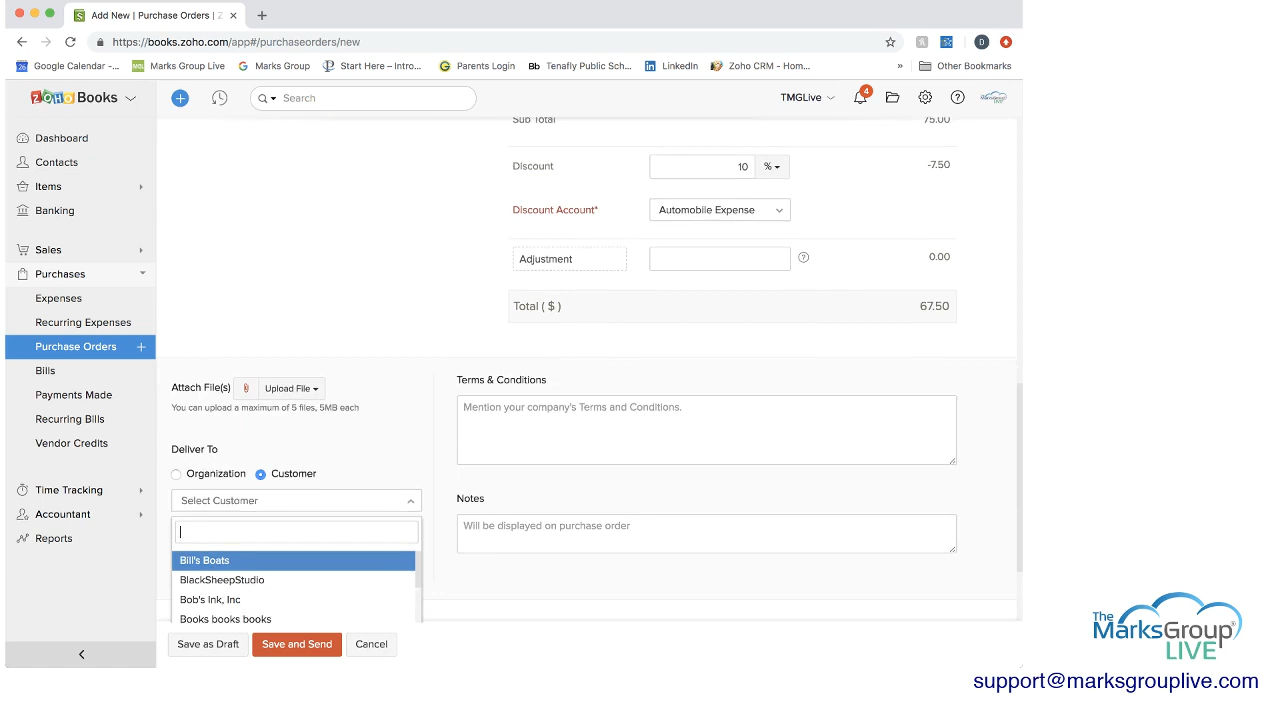 Add New | Purchase Orders | Z
https://books.zoho.com/app#/purchaseorders/new
D
Google Calendar -...
Marks Group Live
Marks Group
Start Here – Intro...
Parents Login
Tenafly Public Sch...
LinkedIn
Zoho CRM - Hom...
»
Other Bookmarks
ZOHO Books
Search
TMGLive
4
Dashboard
Contacts
Items
Banking
Sales
Purchases
Expenses
Recurring Expenses
Purchase Orders
Bills
Payments Made
Recurring Bills
Vendor Credits
Time Tracking
Accountant
Reports
Sub Total 75.00
Discount 10 % -7.50
Discount Account* Automobile Expense
Adjustment 0.00
Total ( $ ) 67.50
Attach File(s) Upload File
You can upload a maximum of 5 files, 5MB each
Deliver To
Organization Customer
Select Customer
Bill's Boats
BlackSheepStudio
Bob's Ink, Inc
Books books books
Terms & Conditions
Mention your company's Terms and Conditions.
Notes
Will be displayed on purchase order
Save as Draft Save and Send Cancel
The
MarksGroup
LIVE
support@marksgrouplive.com